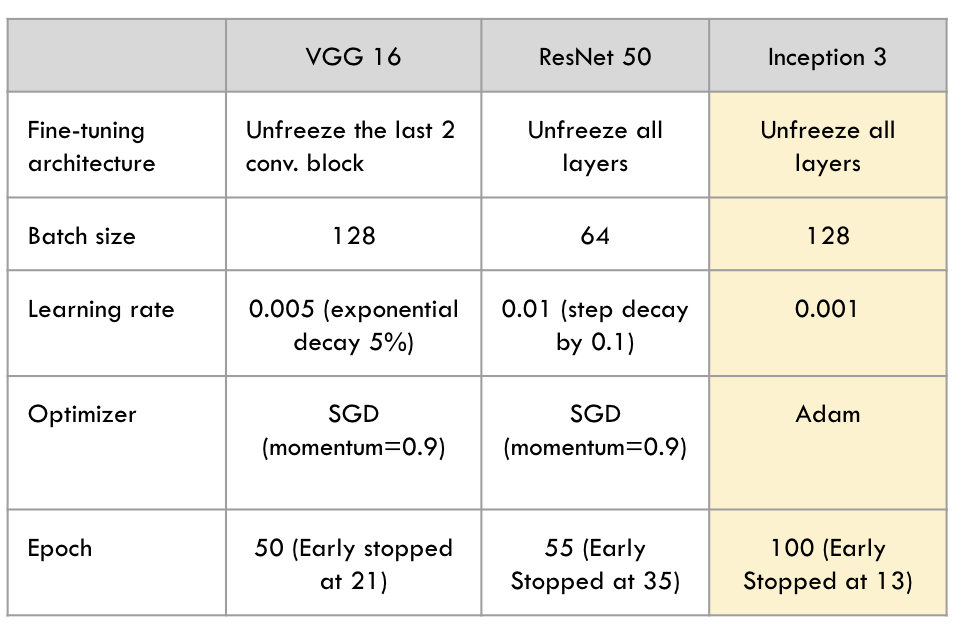 VGG 16
ResNet 50
Inception 3
Fine-tuning
architecture
Unfreeze the last 2
conv. block
Unfreeze all
layers
Unfreeze all
layers
Batch size
128
64
128
Learning rate
0.005 (exponential
decay 5%)
0.01 (step decay
by 0.1)
0.001
Optimizer
SGD
(momentum=0.9)
SGD
(momentum=0.9)
Adam
Epoch
50 (Early stopped
at 21)
55 (Early
Stopped at 35)
100 (Early
Stopped at 13)